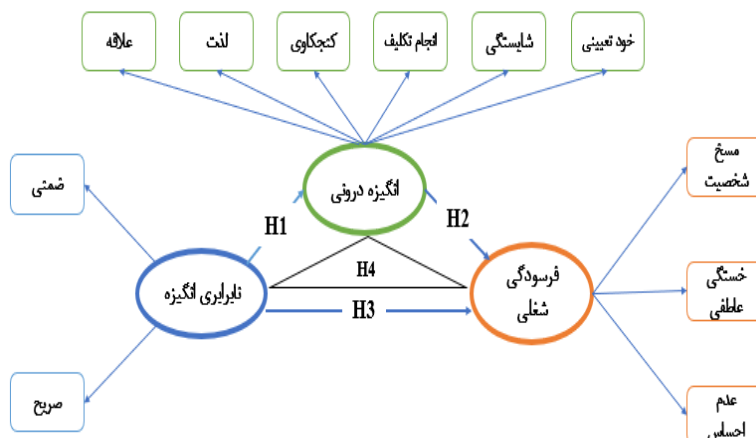 خود تعیینی
شایستگی
انجام تکلیف
کنجکاوی
لذت
علاقه
مسخ
شخصیت
انگیزه درونی
ضمنی
H1
H2
H4
فرسودگی
شغلی
خستگی
عاطفی
نابرابری انگیزه
H3
صریح
عدم
احساس